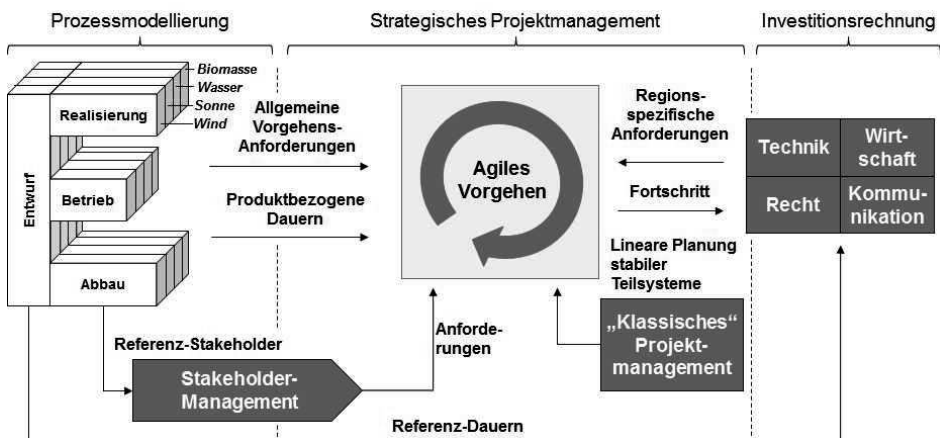 Prozessmodellierung
Strategisches Projektmanagement
Investitionsrechnung
Biomasse
Wasser
Sonne
Wind
Realisierung
Entwurf
Betrieb
Abbau
Allgemeine
Vorgehens-
Anforderungen
Produktbezogene
Dauern
Agiles
Vorgehen
Regions-
spezifische
Anforderungen
Fortschritt
Technik
Wirt-
schaft
Recht
Kommu-
nikation
Lineare Planung
stabiler
Teilsysteme
„Klassisches“
Projekt-
management
Anforde-
rungen
Referenz-Stakeholder
Stakeholder-
Management
Referenz-Dauern